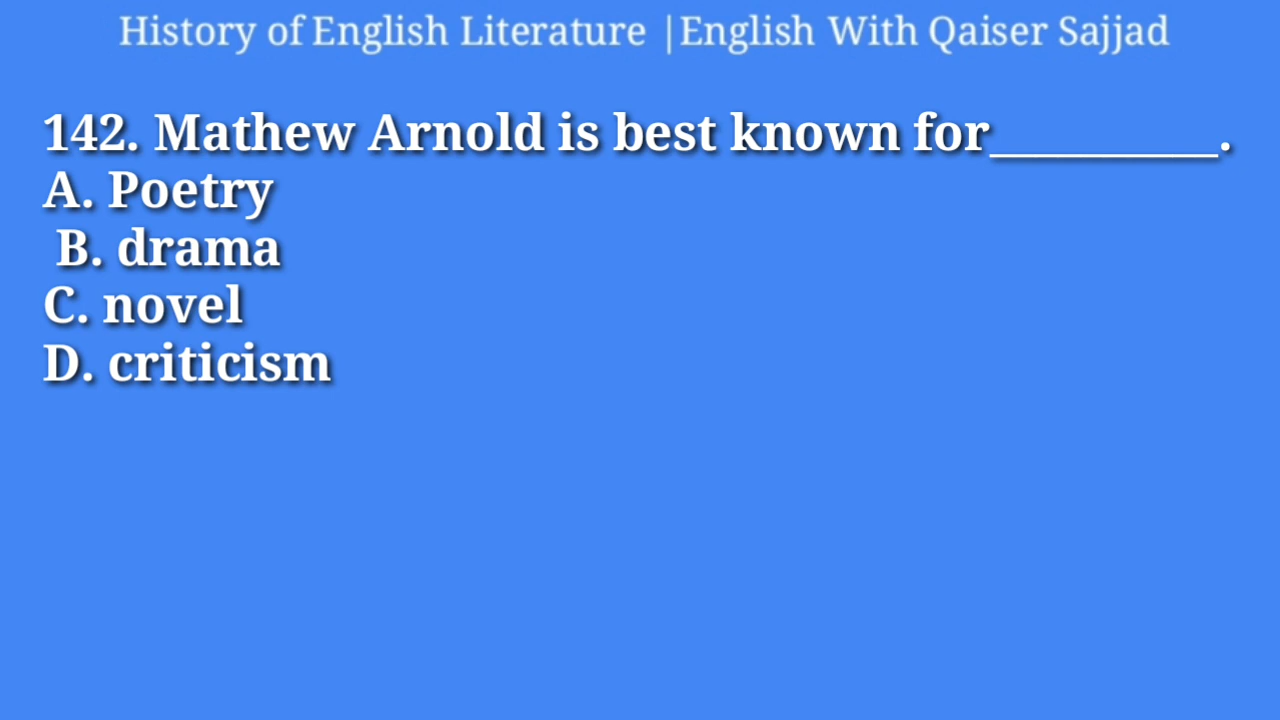 History of English Literature |English With Qaiser Sajjad
142. Mathew Arnold is best known for_________.
A. Poetry
B. drama
C. novel
D. criticism